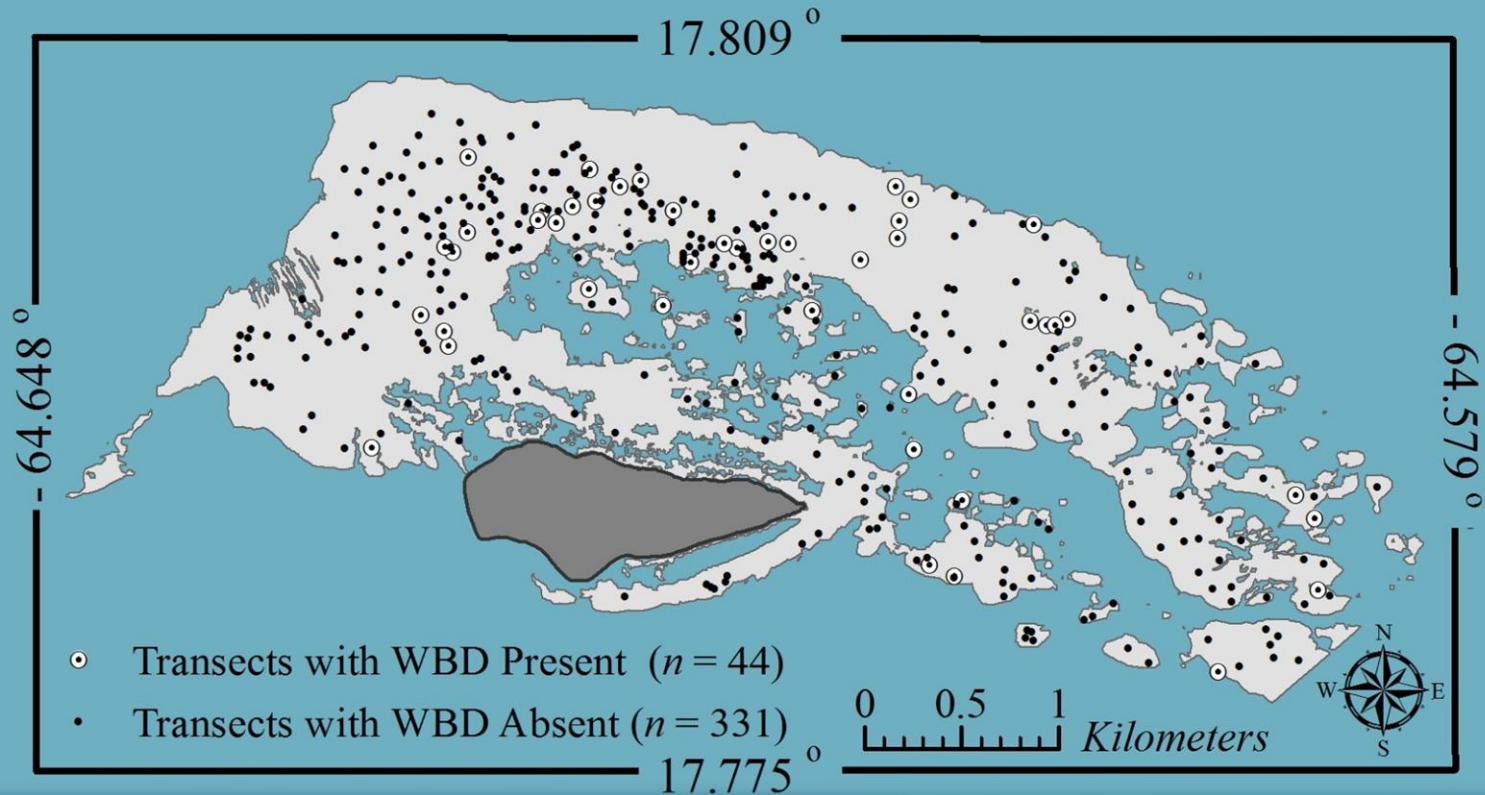 17.809 °
- 64.648 °
- 64.579 °
Transects with WBD Present (n = 44)
Transects with WBD Absent (n = 331)
0 0.5 1
Kilometers
N
W E
S
17.775 °